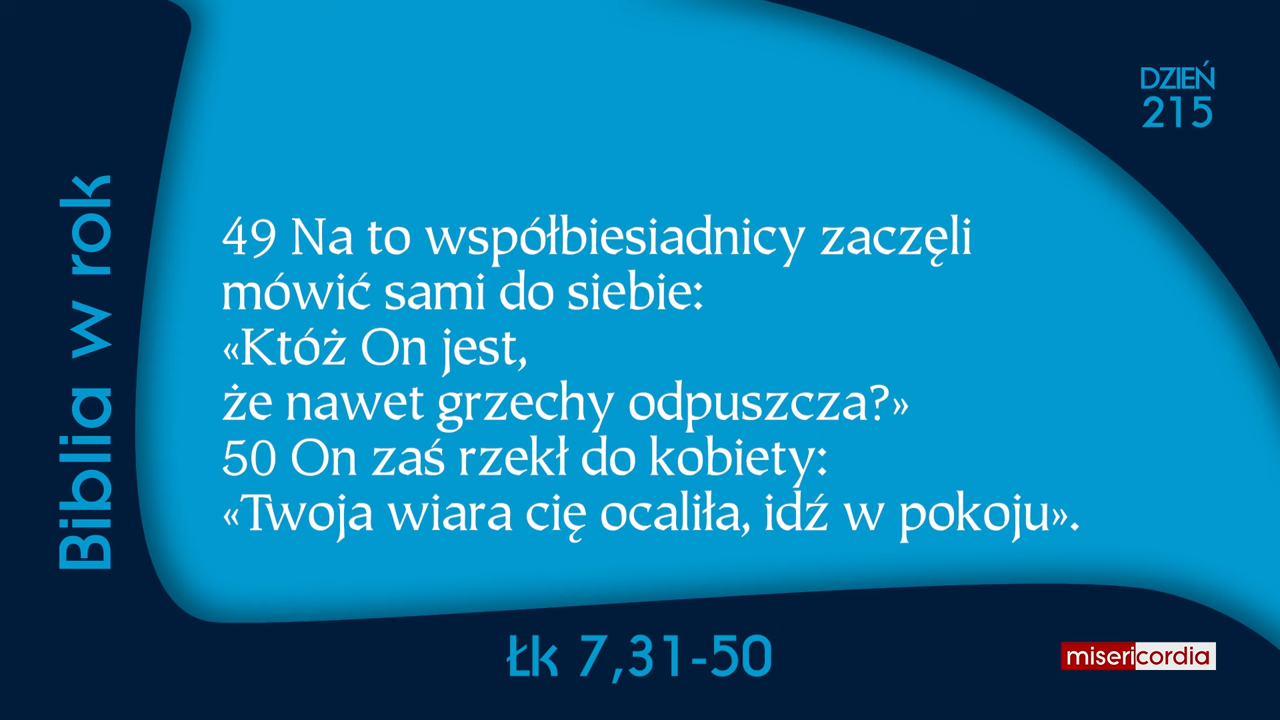 DZIEŃ
215
Biblia w rok
49 Na to współbiesiadnicy zaczęli
mówić sami do siebie:
«Któż On jest,
że nawet grzechy odpuszcza?»
50 On zaś rzekł do kobiety:
«Twoja wiara cię ocaliła, idź w pokoju».
Łk 7,31-50
misericordia